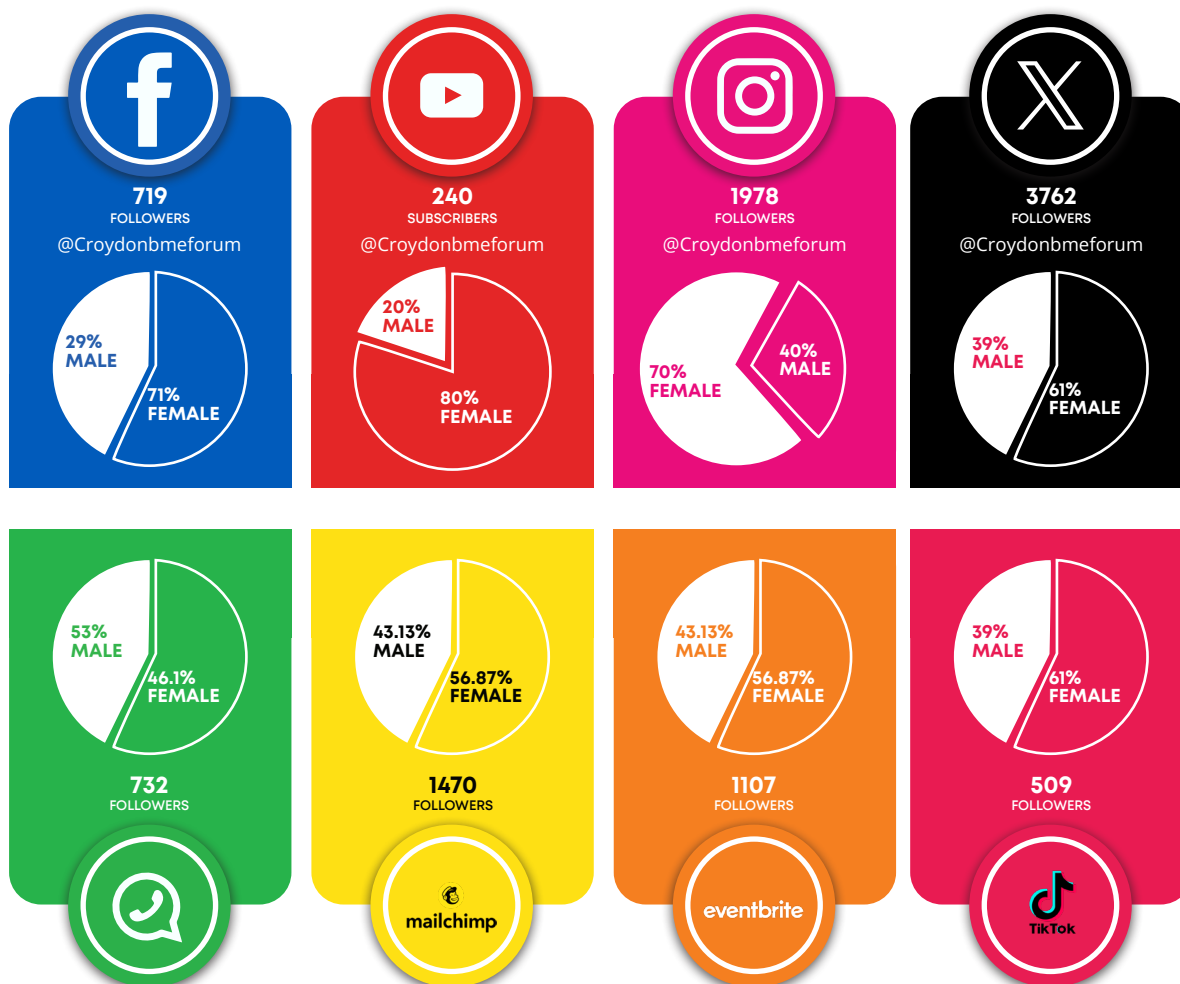 719
FOLLOWERS
@Croydonbmeforum
29%
MALE
71%
FEMALE
240
SUBSCRIBERS
@Croydonbmeforum
20%
MALE
80%
FEMALE
1978
FOLLOWERS
@Croydonbmeforum
70%
FEMALE
40%
MALE
3762
FOLLOWERS
@Croydonbmeforum
39%
MALE
61%
FEMALE
53%
MALE
46.1%
FEMALE
732
FOLLOWERS
43.13%
MALE
56.87%
FEMALE
1470
FOLLOWERS
mailchimp
43.13%
MALE
56.87%
FEMALE
1107
FOLLOWERS
eventbrite
39%
MALE
61%
FEMALE
509
FOLLOWERS
TikTok